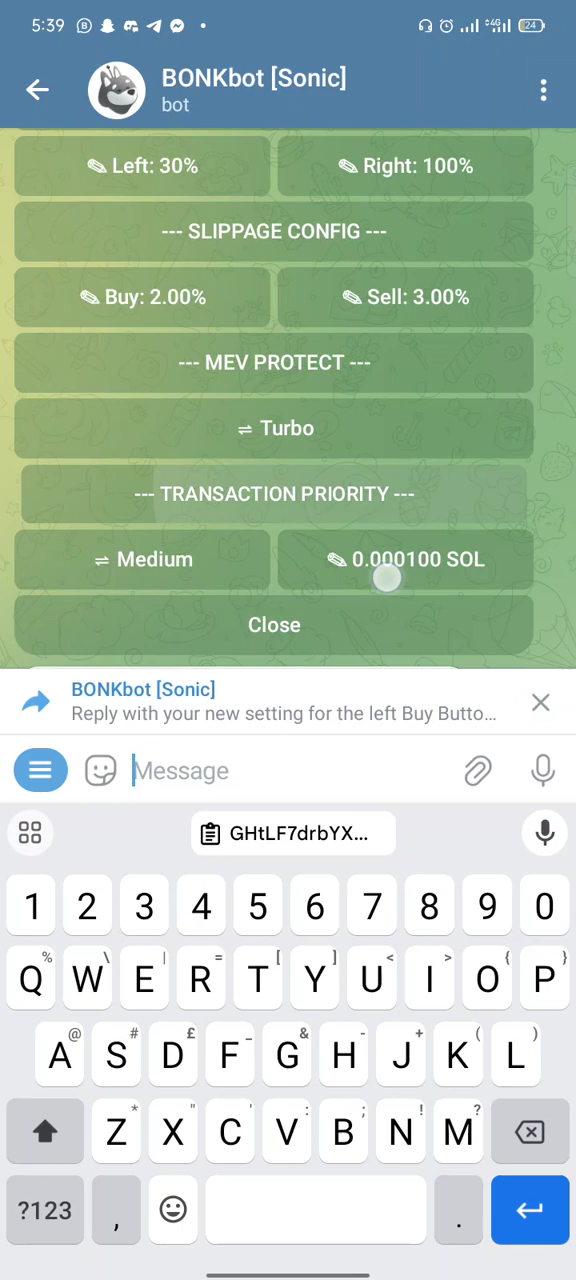 5:39 4G 24
BONKbot [Sonic]
bot
✎ Left: 30% ✎ Right: 100%
--- SLIPPAGE CONFIG ---
✎ Buy: 2.00% ✎ Sell: 3.00%
--- MEV PROTECT ---
⇌ Turbo
--- TRANSACTION PRIORITY ---
⇌ Medium ✎ 0.000100 SOL
Close
BONKbot [Sonic]
Reply with your new setting for the left Buy Butto...
Message
GHtLF7drbYX...
1 2 3 4 5 6 7 8 9 0
% \ | = [ ] < > { }
Q W E R T Y U I O P
@ # £ _ & - + ( )
A S D F G H J K L
* " ' : ; ! ?
Z X C V B N M
?123 , .